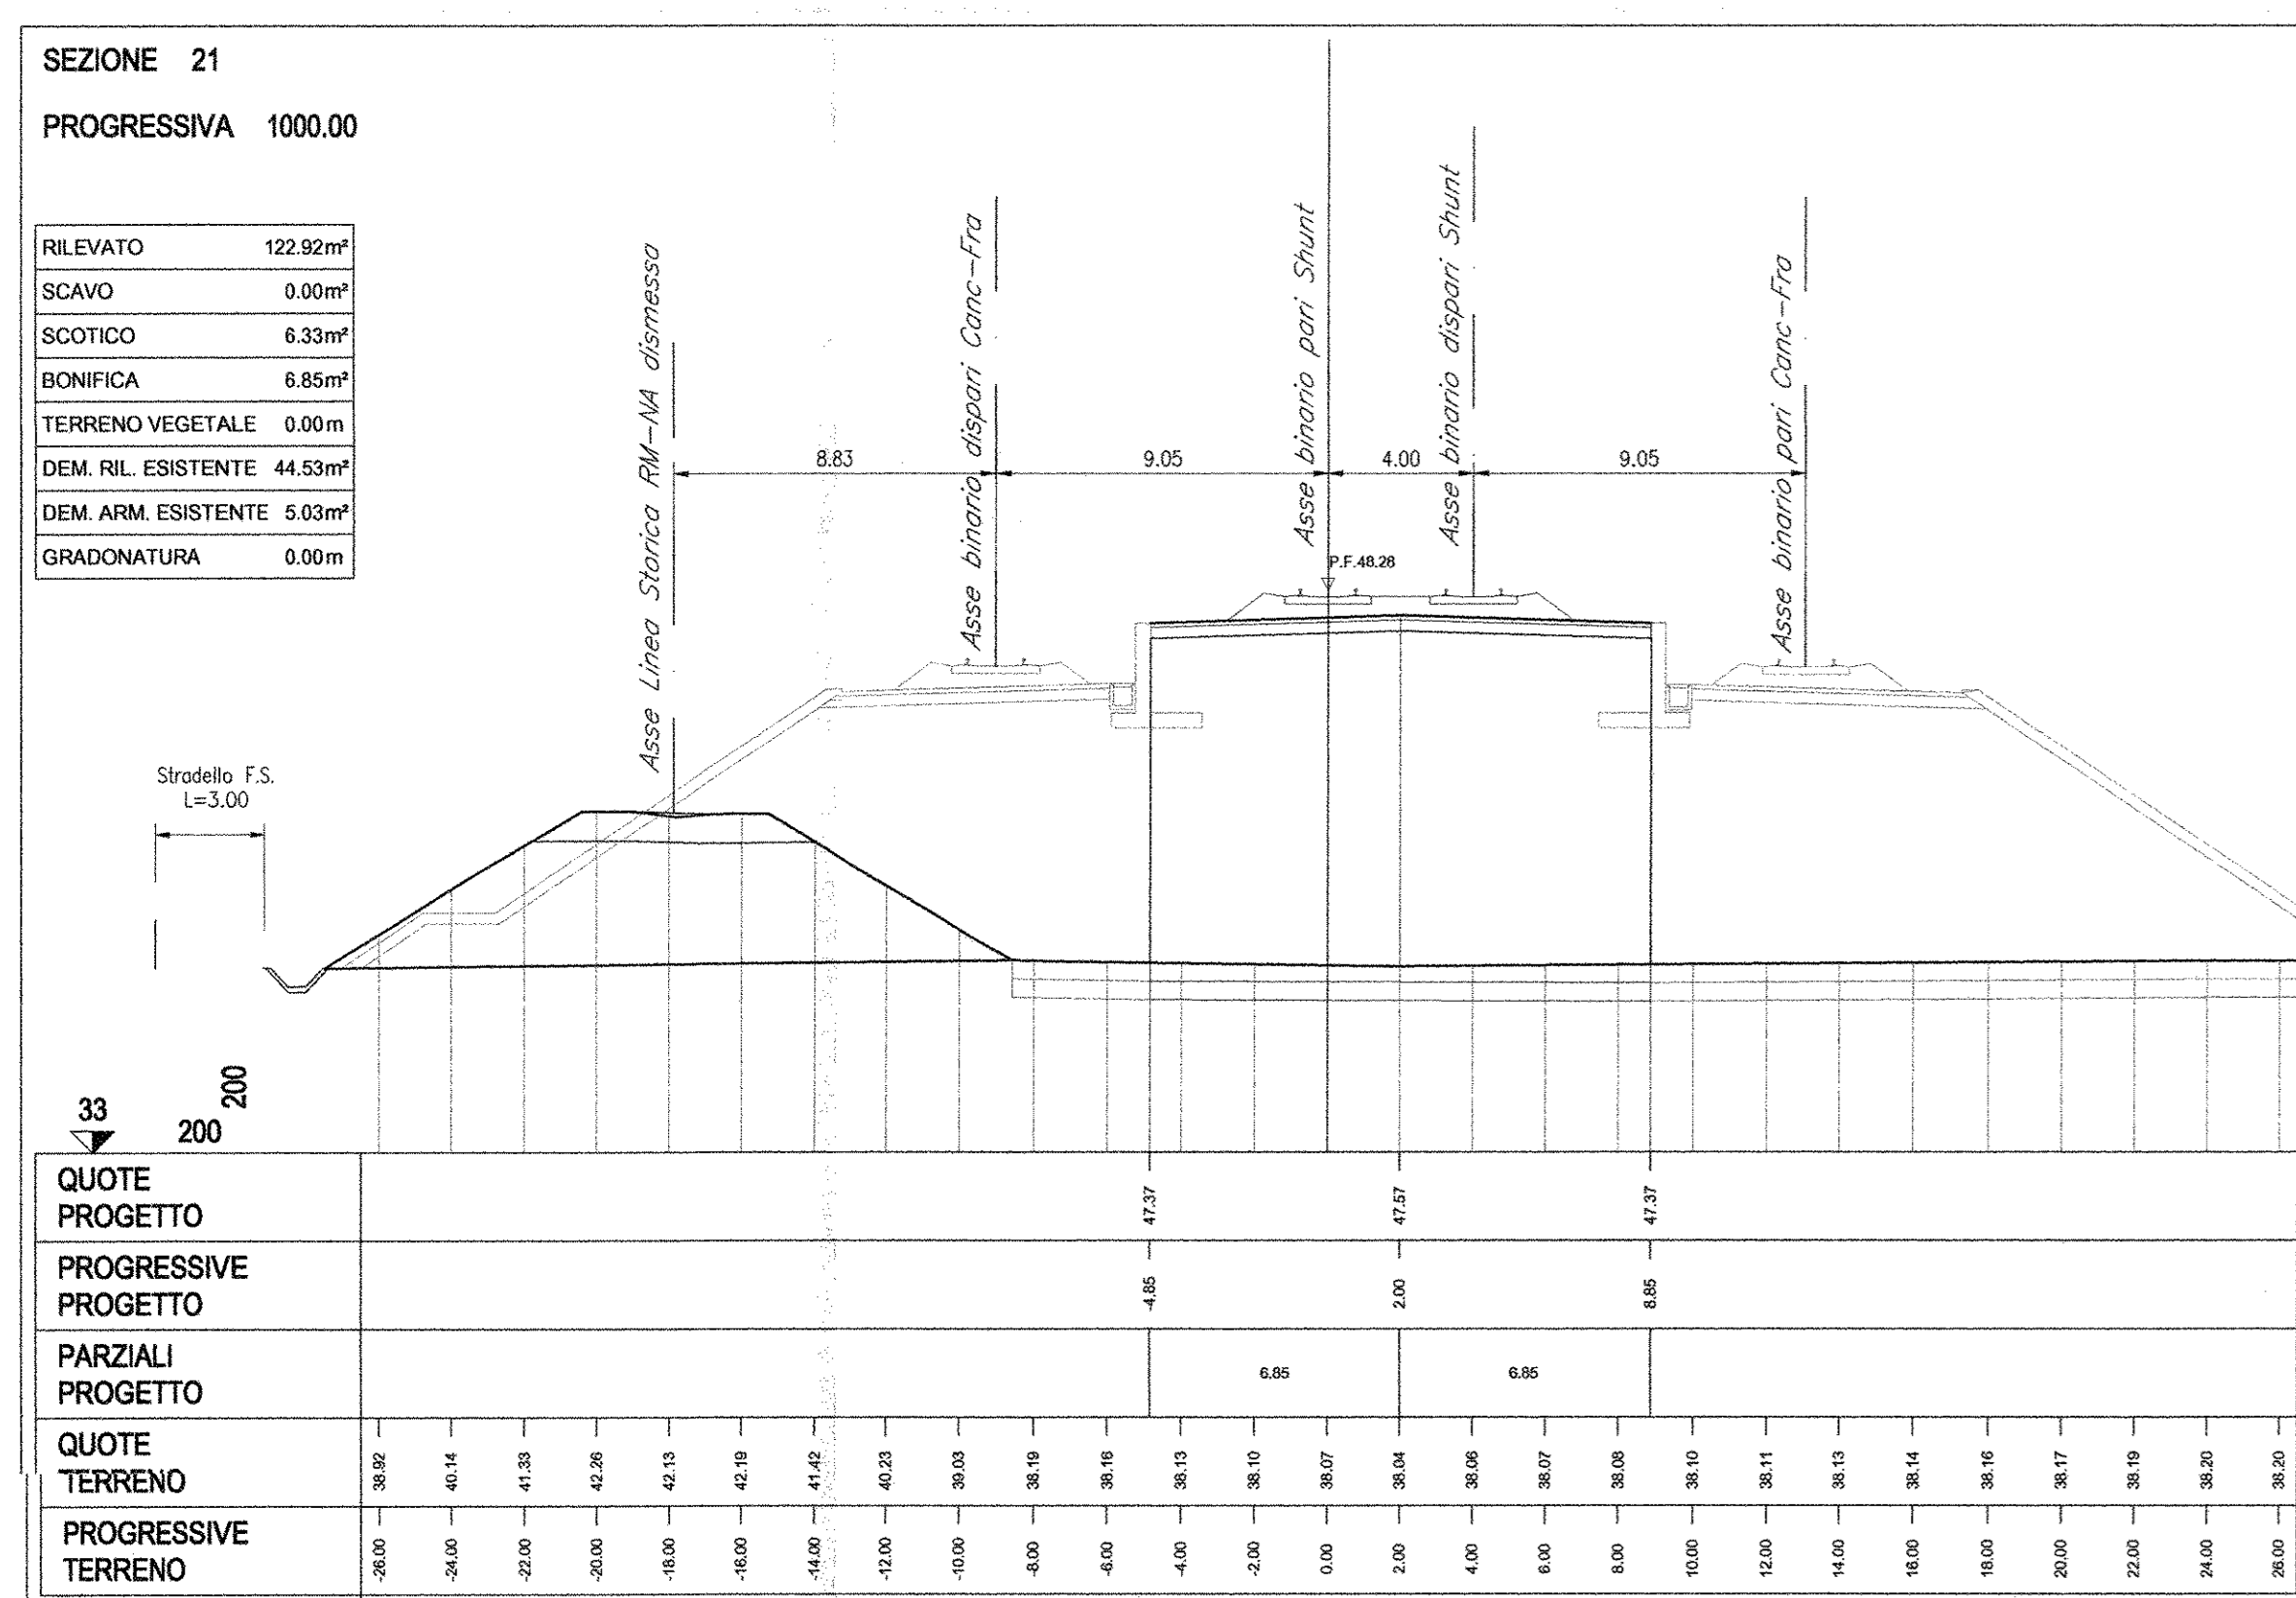 SEZIONE 21
PROGRESSIVA 1000.00
RILEVATO 122.92m²
SCAVO 0.00m²
SCOTICO 6.33m²
BONIFICA 6.85m²
TERRENO VEGETALE 0.00m
DEM. RIL. ESISTENTE 44.53m²
DEM. ARM. ESISTENTE 5.03m²
GRADONATURA 0.00m
Asse Linea Storica RM-NA dismessa
Asse binario dispari Canc-Fra
Asse binario pari Shunt
Asse binario dispari Shunt
Asse binario pari Canc-Fra
8.83 9.05 4.00 9.05
P.F.48.28
Stradello F.S.
L=3.00
33
200
200
QUOTE
PROGETTO
47.37 47.57 47.37
PROGRESSIVE
PROGETTO
-4.85 2.00 8.85
PARZIALI
PROGETTO
6.85 6.85
QUOTE
TERRENO
38.92 40.14 41.33 42.26 42.13 42.19 41.42 40.23 39.03 38.19 38.16 38.13 38.10 38.07 38.04 38.06 38.07 38.08 38.10 38.11 38.13 38.14 38.16 38.17 38.19 38.20 38.20
PROGRESSIVE
TERRENO
-26.00 -24.00 -22.00 -20.00 -18.00 -16.00 -14.00 -12.00 -10.00 -8.00 -6.00 -4.00 -2.00 0.00 2.00 4.00 6.00 8.00 10.00 12.00 14.00 16.00 18.00 20.00 22.00 24.00 26.00